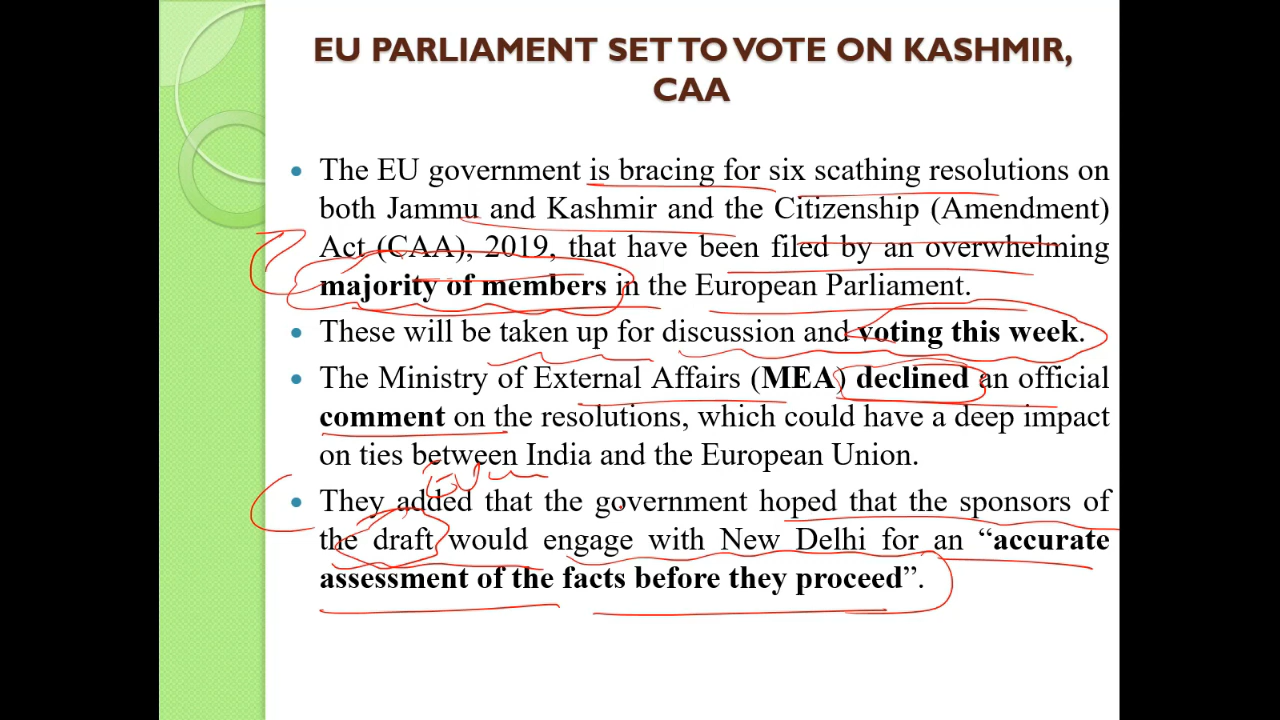 EU PARLIAMENT SET TO VOTE ON KASHMIR,
CAA
• The EU government is bracing for six scathing resolutions on
both Jammu and Kashmir and the Citizenship (Amendment)
Act (CAA), 2019, that have been filed by an overwhelming
majority of members in the European Parliament.
• These will be taken up for discussion and voting this week.
• The Ministry of External Affairs (MEA) declined an official
comment on the resolutions, which could have a deep impact
on ties between India and the European Union.
EU
• They added that the government hoped that the sponsors of
the draft would engage with New Delhi for an “accurate
assessment of the facts before they proceed”.